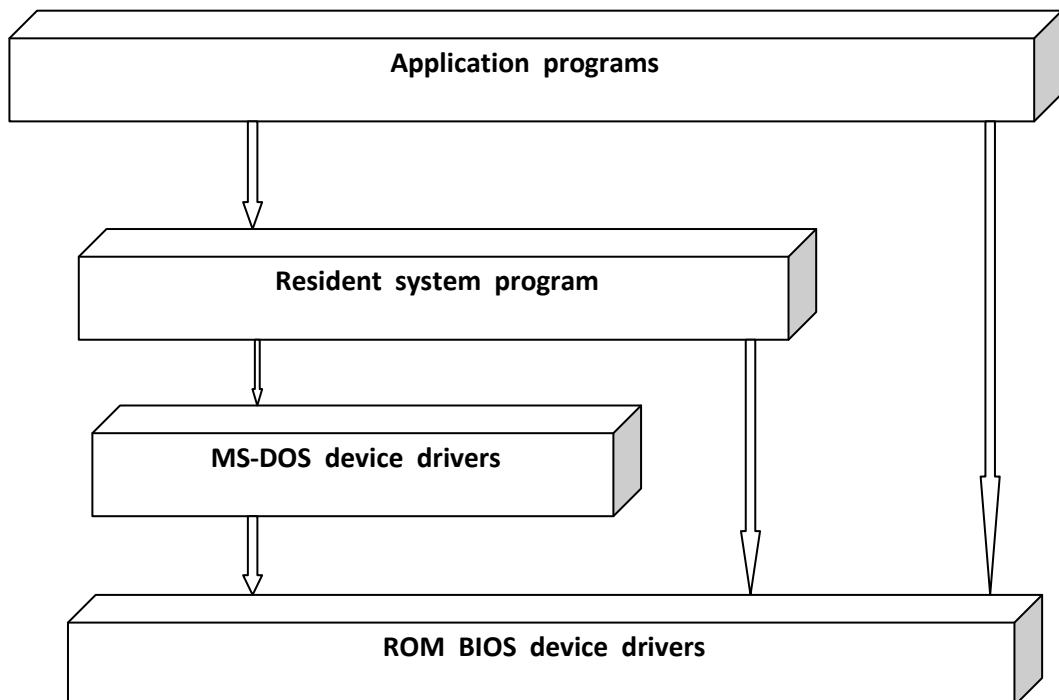 Application programs
Resident system program
MS-DOS device drivers
ROM BIOS device drivers